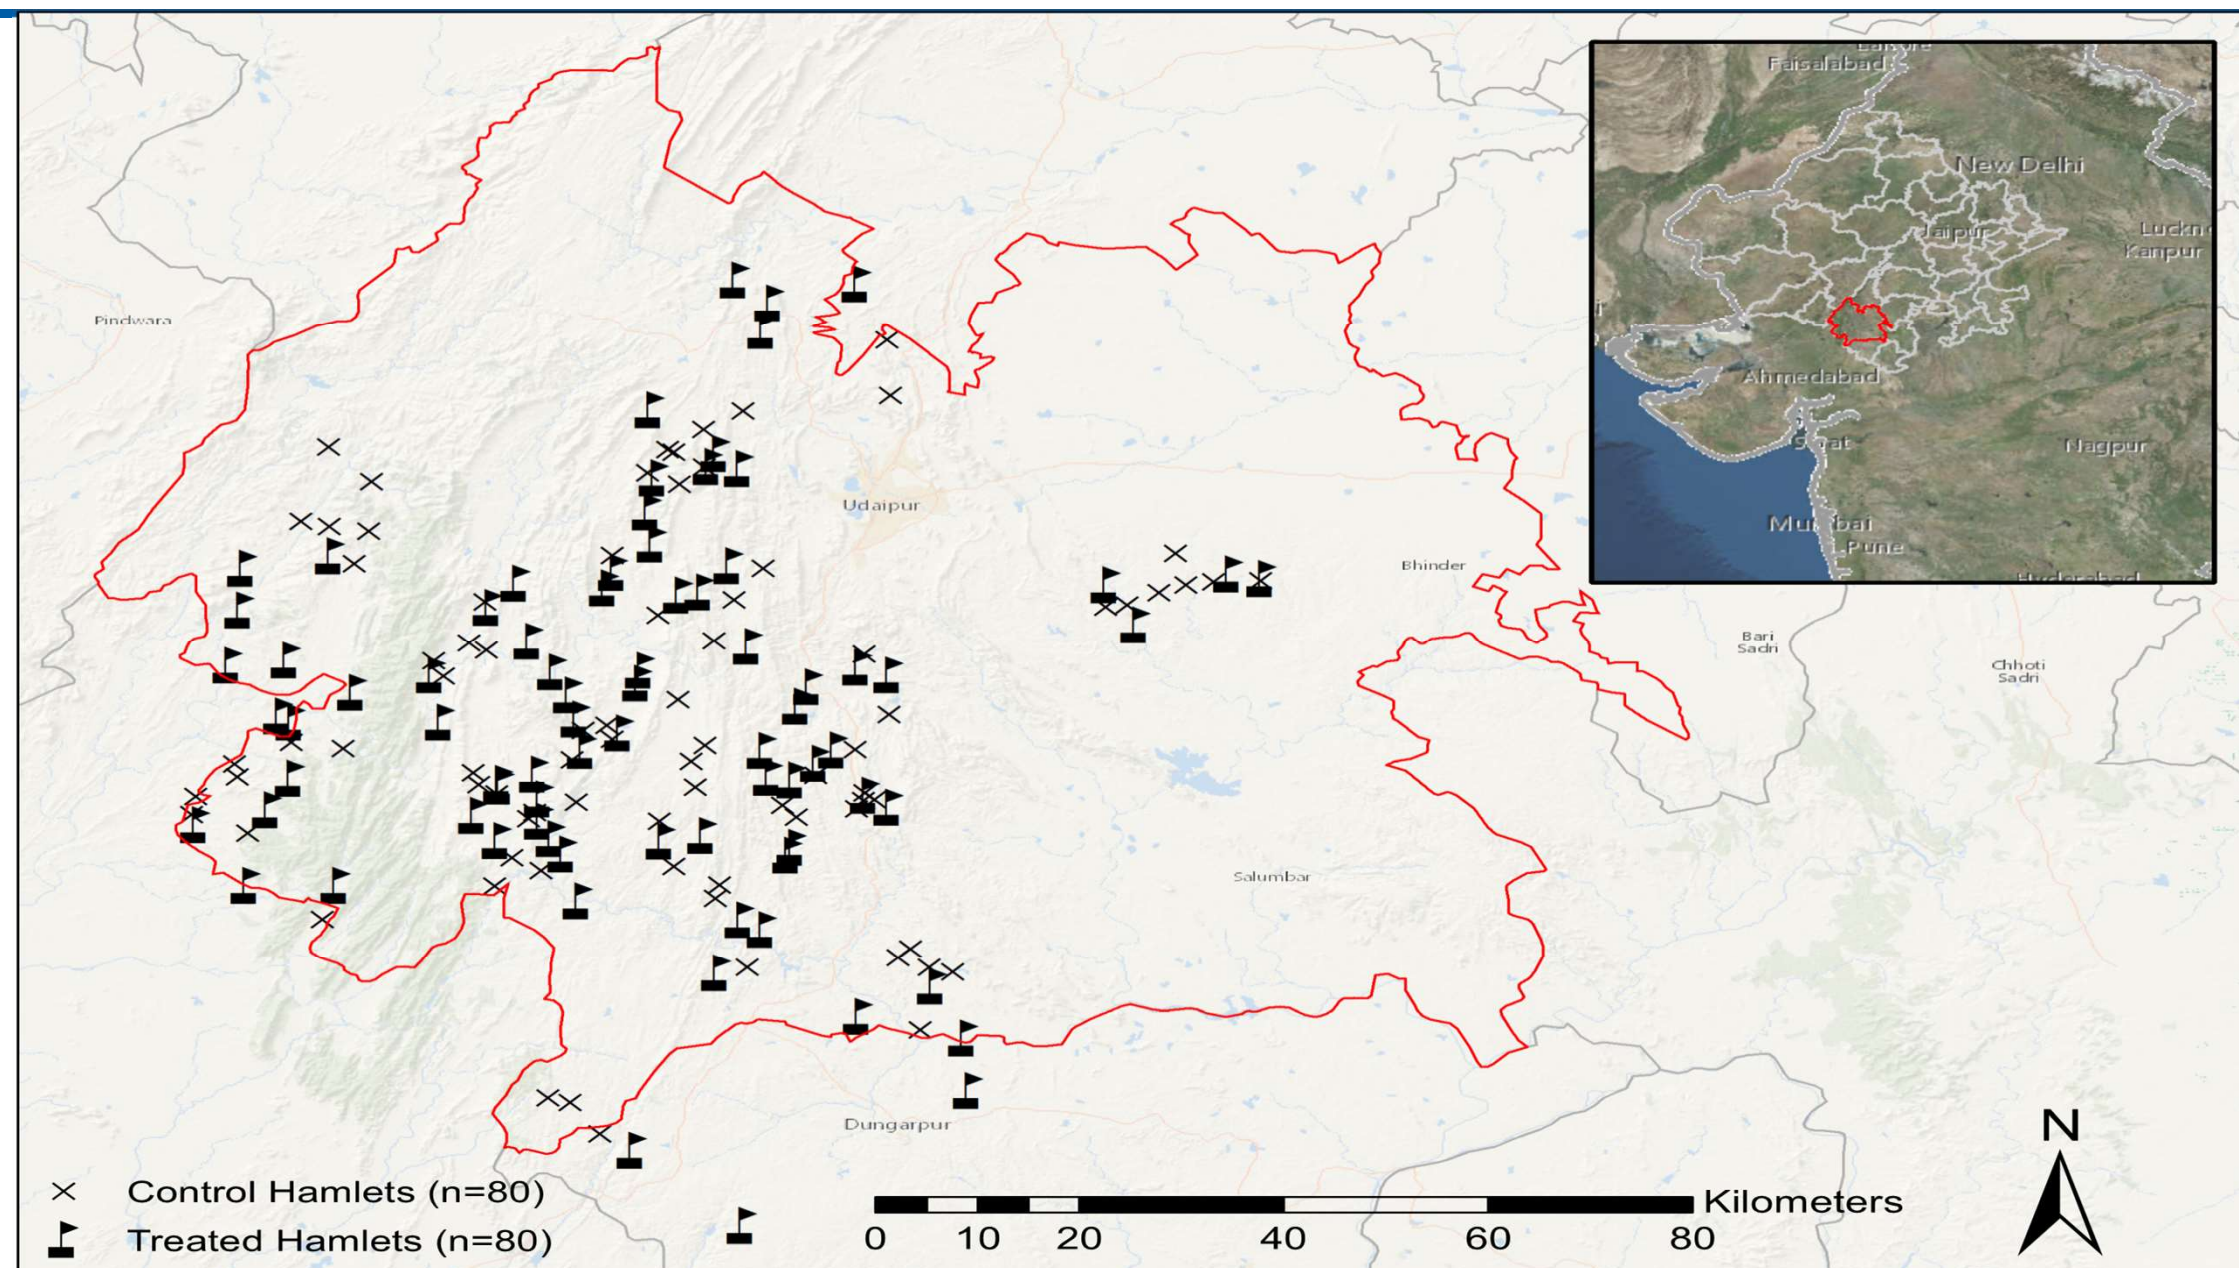 Faisalabad
New Delhi
Jaipur
Kanpur
Ahmedabad
Nagpur
Pune
Pindwara
Udaipur
Bhinder
Bari
Sadri
Chhoti
Sadri
Salumbar
Dungarpur
N
Control Hamlets (n=80)
Treated Hamlets (n=80)
Kilometers
0 10 20 40 60 80